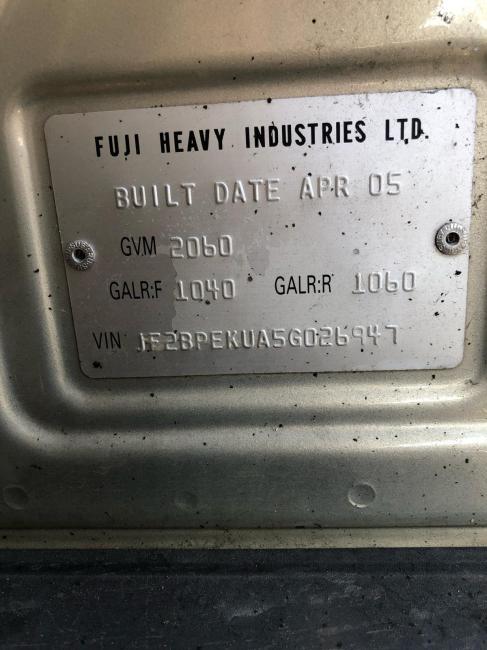 FUJI HEAVY INDUSTRIES LTD.
BUILT DATE APR 05
GVM 2060
GALR:F 1040 GALR:R 1060
VIN JF2BPEKUA5G026947